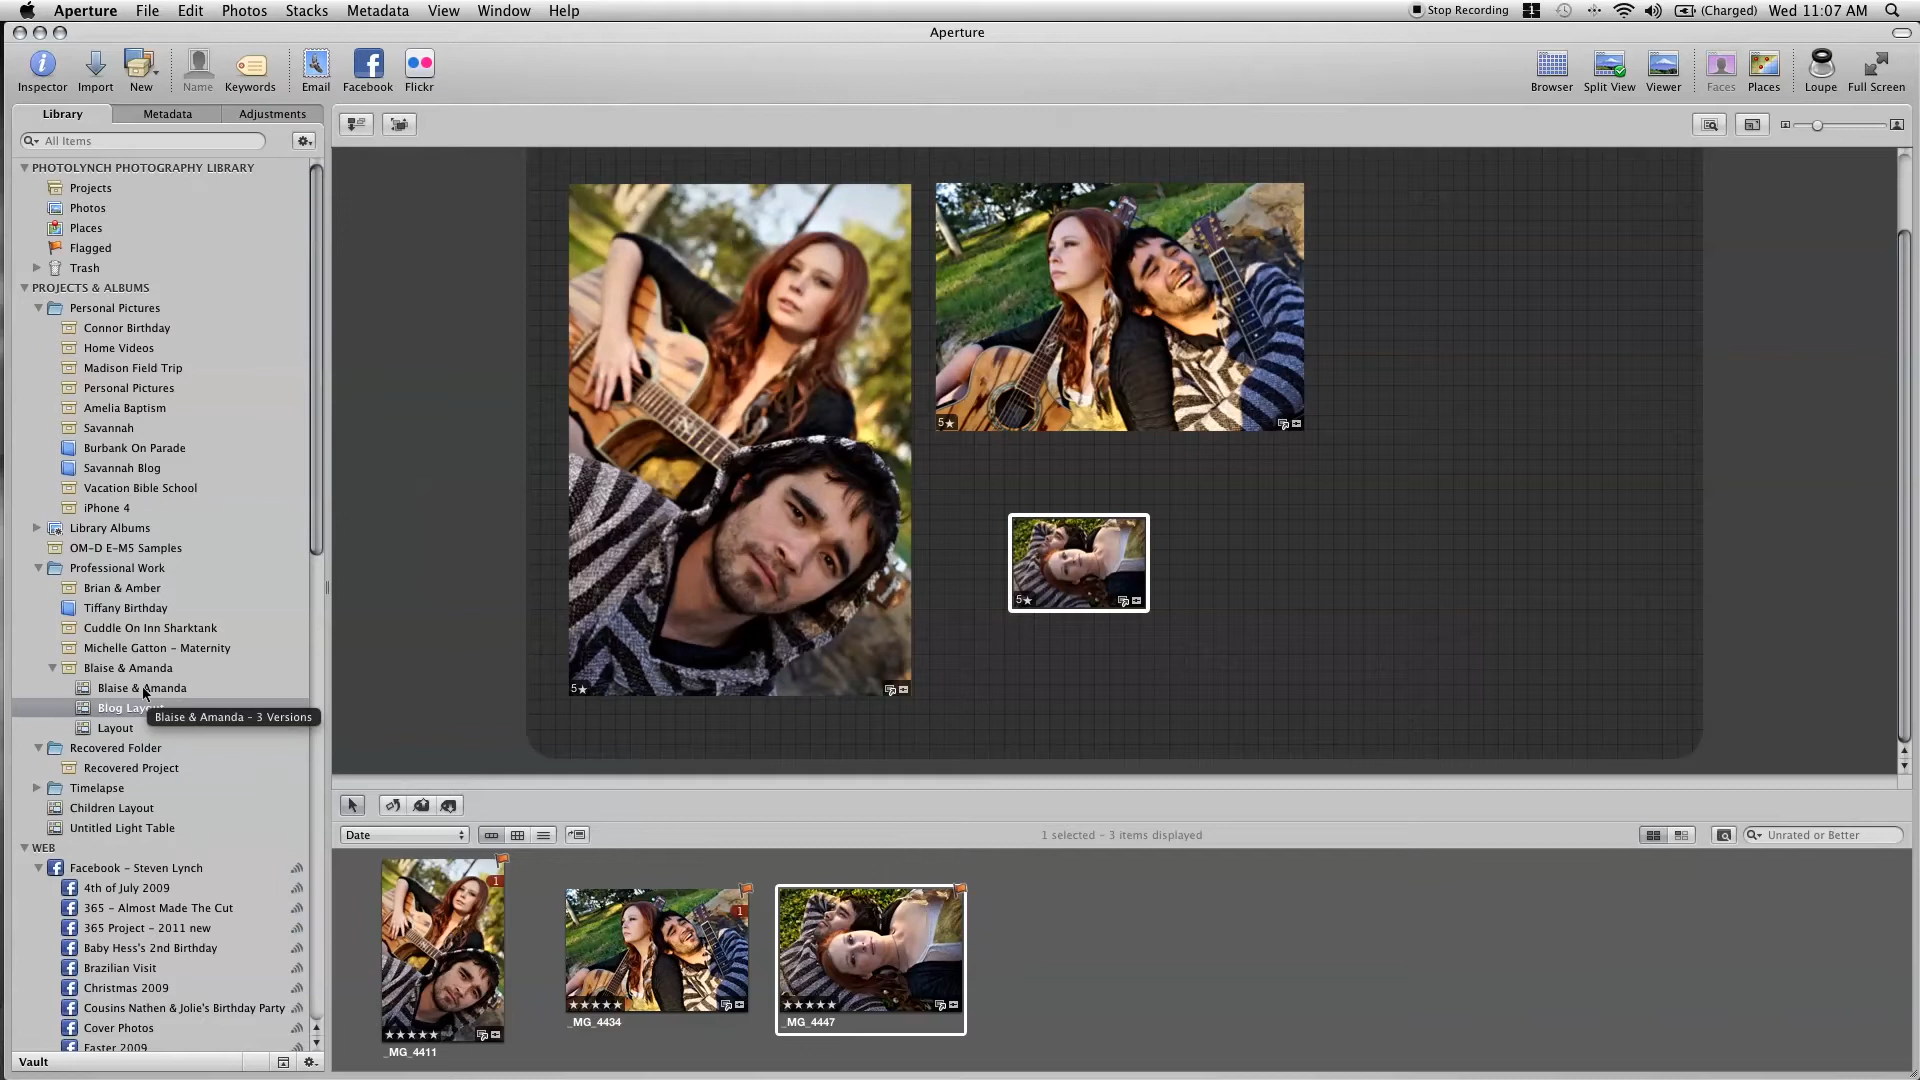 Aperture File Edit Photos Stacks Metadata View Window Help
Stop Recording 1 (Charged) Wed 11:07 AM
Aperture
Inspector Import New Name Keywords Email Facebook Flickr
Browser Split View Viewer Faces Places Loupe Full Screen
Library Metadata Adjustments
All Items
PHOTOLYNCH PHOTOGRAPHY LIBRARY
Projects
Photos
Places
Flagged
Trash
PROJECTS & ALBUMS
Personal Pictures
Connor Birthday
Home Videos
Madison Field Trip
Personal Pictures
Amelia Baptism
Savannah
Burbank On Parade
Savannah Blog
Vacation Bible School
iPhone 4
Library Albums
OM-D E-M5 Samples
Professional Work
Brian & Amber
Tiffany Birthday
Cuddle On Inn Sharktank
Michelle Gatton - Maternity
Blaise & Amanda
Blaise & Amanda
Blog Layout
Blaise & Amanda - 3 Versions
Layout
Recovered Folder
Recovered Project
Timelapse
Children Layout
Untitled Light Table
WEB
Facebook - Steven Lynch
4th of July 2009
365 - Almost Made The Cut
365 Project - 2011 new
Baby Hess's 2nd Birthday
Brazilian Visit
Christmas 2009
Cousins Nathen & Jolie's Birthday Party
Cover Photos
Easter 2009
Vault
5★
5★
5★
Date
1 selected - 3 items displayed
Unrated or Better
1
1
★★★★★
★★★★★
★★★★★
_MG_4411
_MG_4434
_MG_4447